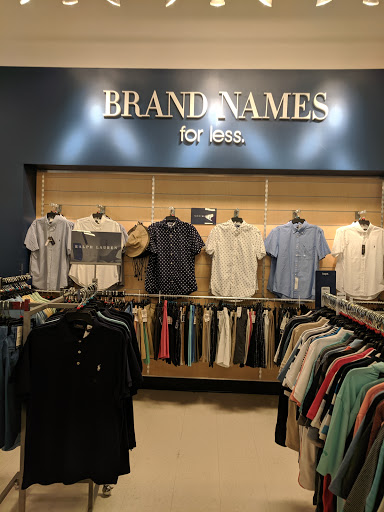 BRAND NAMES
for less.
RALPH LAUREN